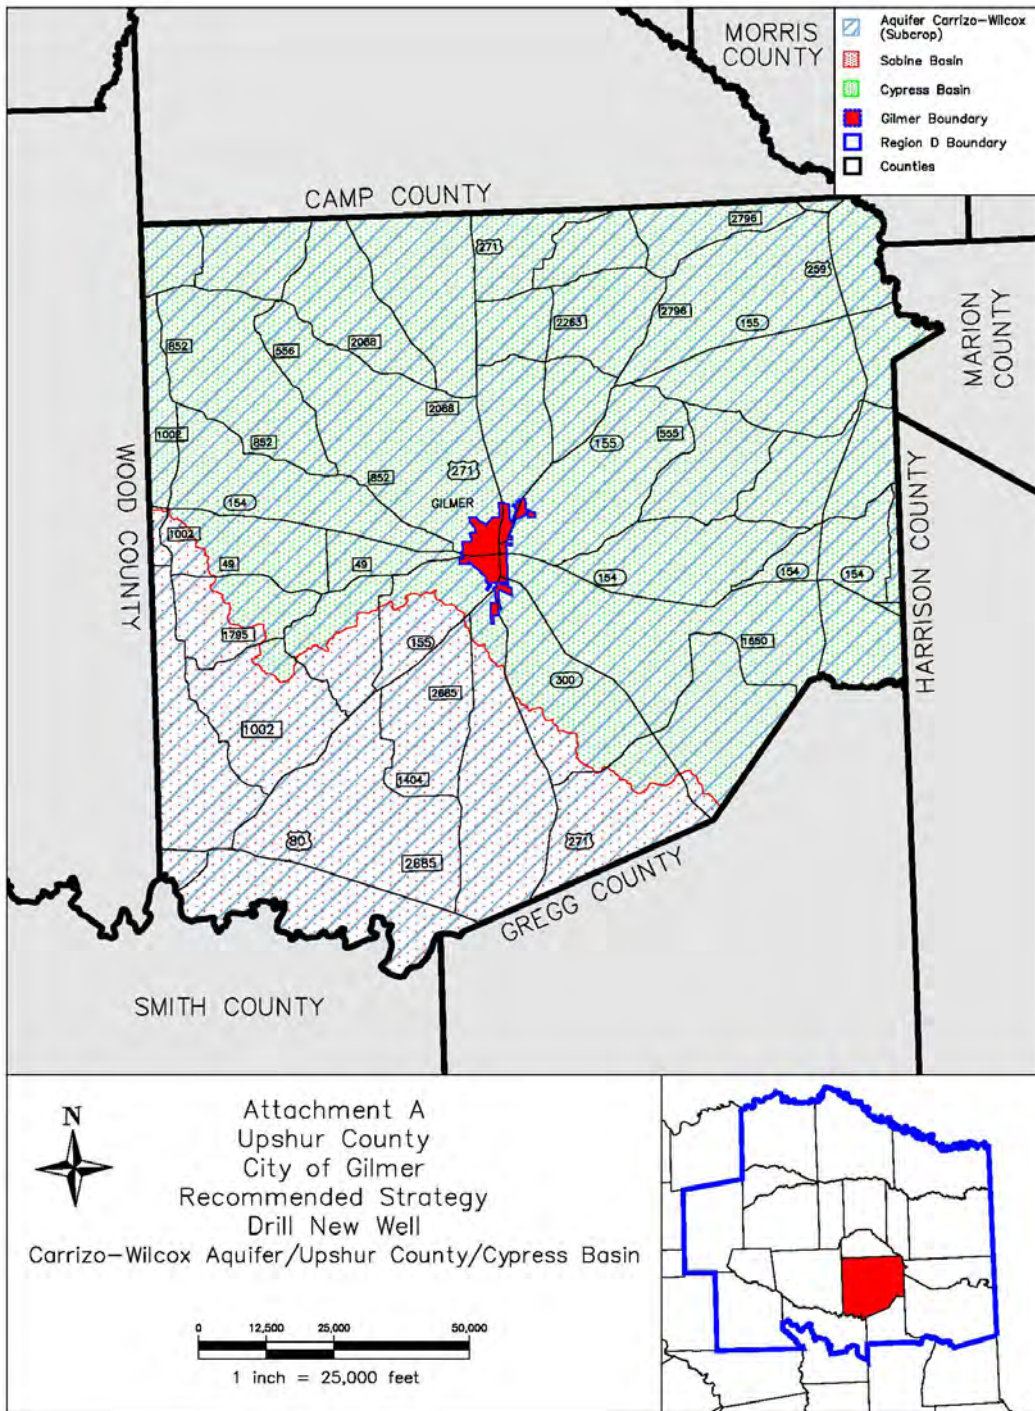 MORRIS
COUNTY
Aquifer Carrizo-Wilcox
(Subcrop)
Sabine Basin
Cypress Basin
Gilmer Boundary
Region D Boundary
Counties
CAMP COUNTY
2796
271
259
2263
2796
155
852
556
2068
MARION
COUNTY
2068
1002
852
155
555
271
852
WOOD COUNTY
GILMER
154
HARRISON COUNTY
1002
49
49
154
154
154
1795
155
1650
300
2685
1002
1404
80
2685
271
GREGG COUNTY
SMITH COUNTY
N
Attachment A
Upshur County
City of Gilmer
Recommended Strategy
Drill New Well
Carrizo-Wilcox Aquifer/Upshur County/Cypress Basin
0 12,500 25,000 50,000
1 inch = 25,000 feet